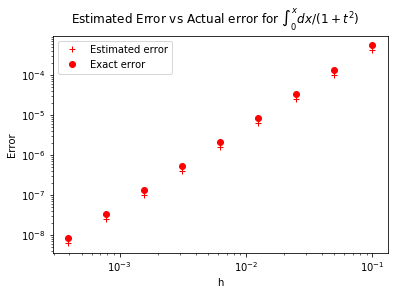 Estimated Error vs Actual error for ∫₀ˣ dx/(1 + t²)
Estimated error
Exact error
10⁻⁴
10⁻⁵
10⁻⁶
10⁻⁷
10⁻⁸
Error
10⁻³
10⁻²
10⁻¹
h